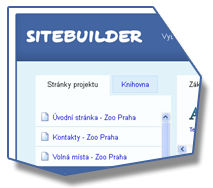 SITEBUILDER
Stránky projektu Knihovna
Úvodní stránka - Zoo Praha
Kontakty - Zoo Praha
Volná místa - Zoo Praha